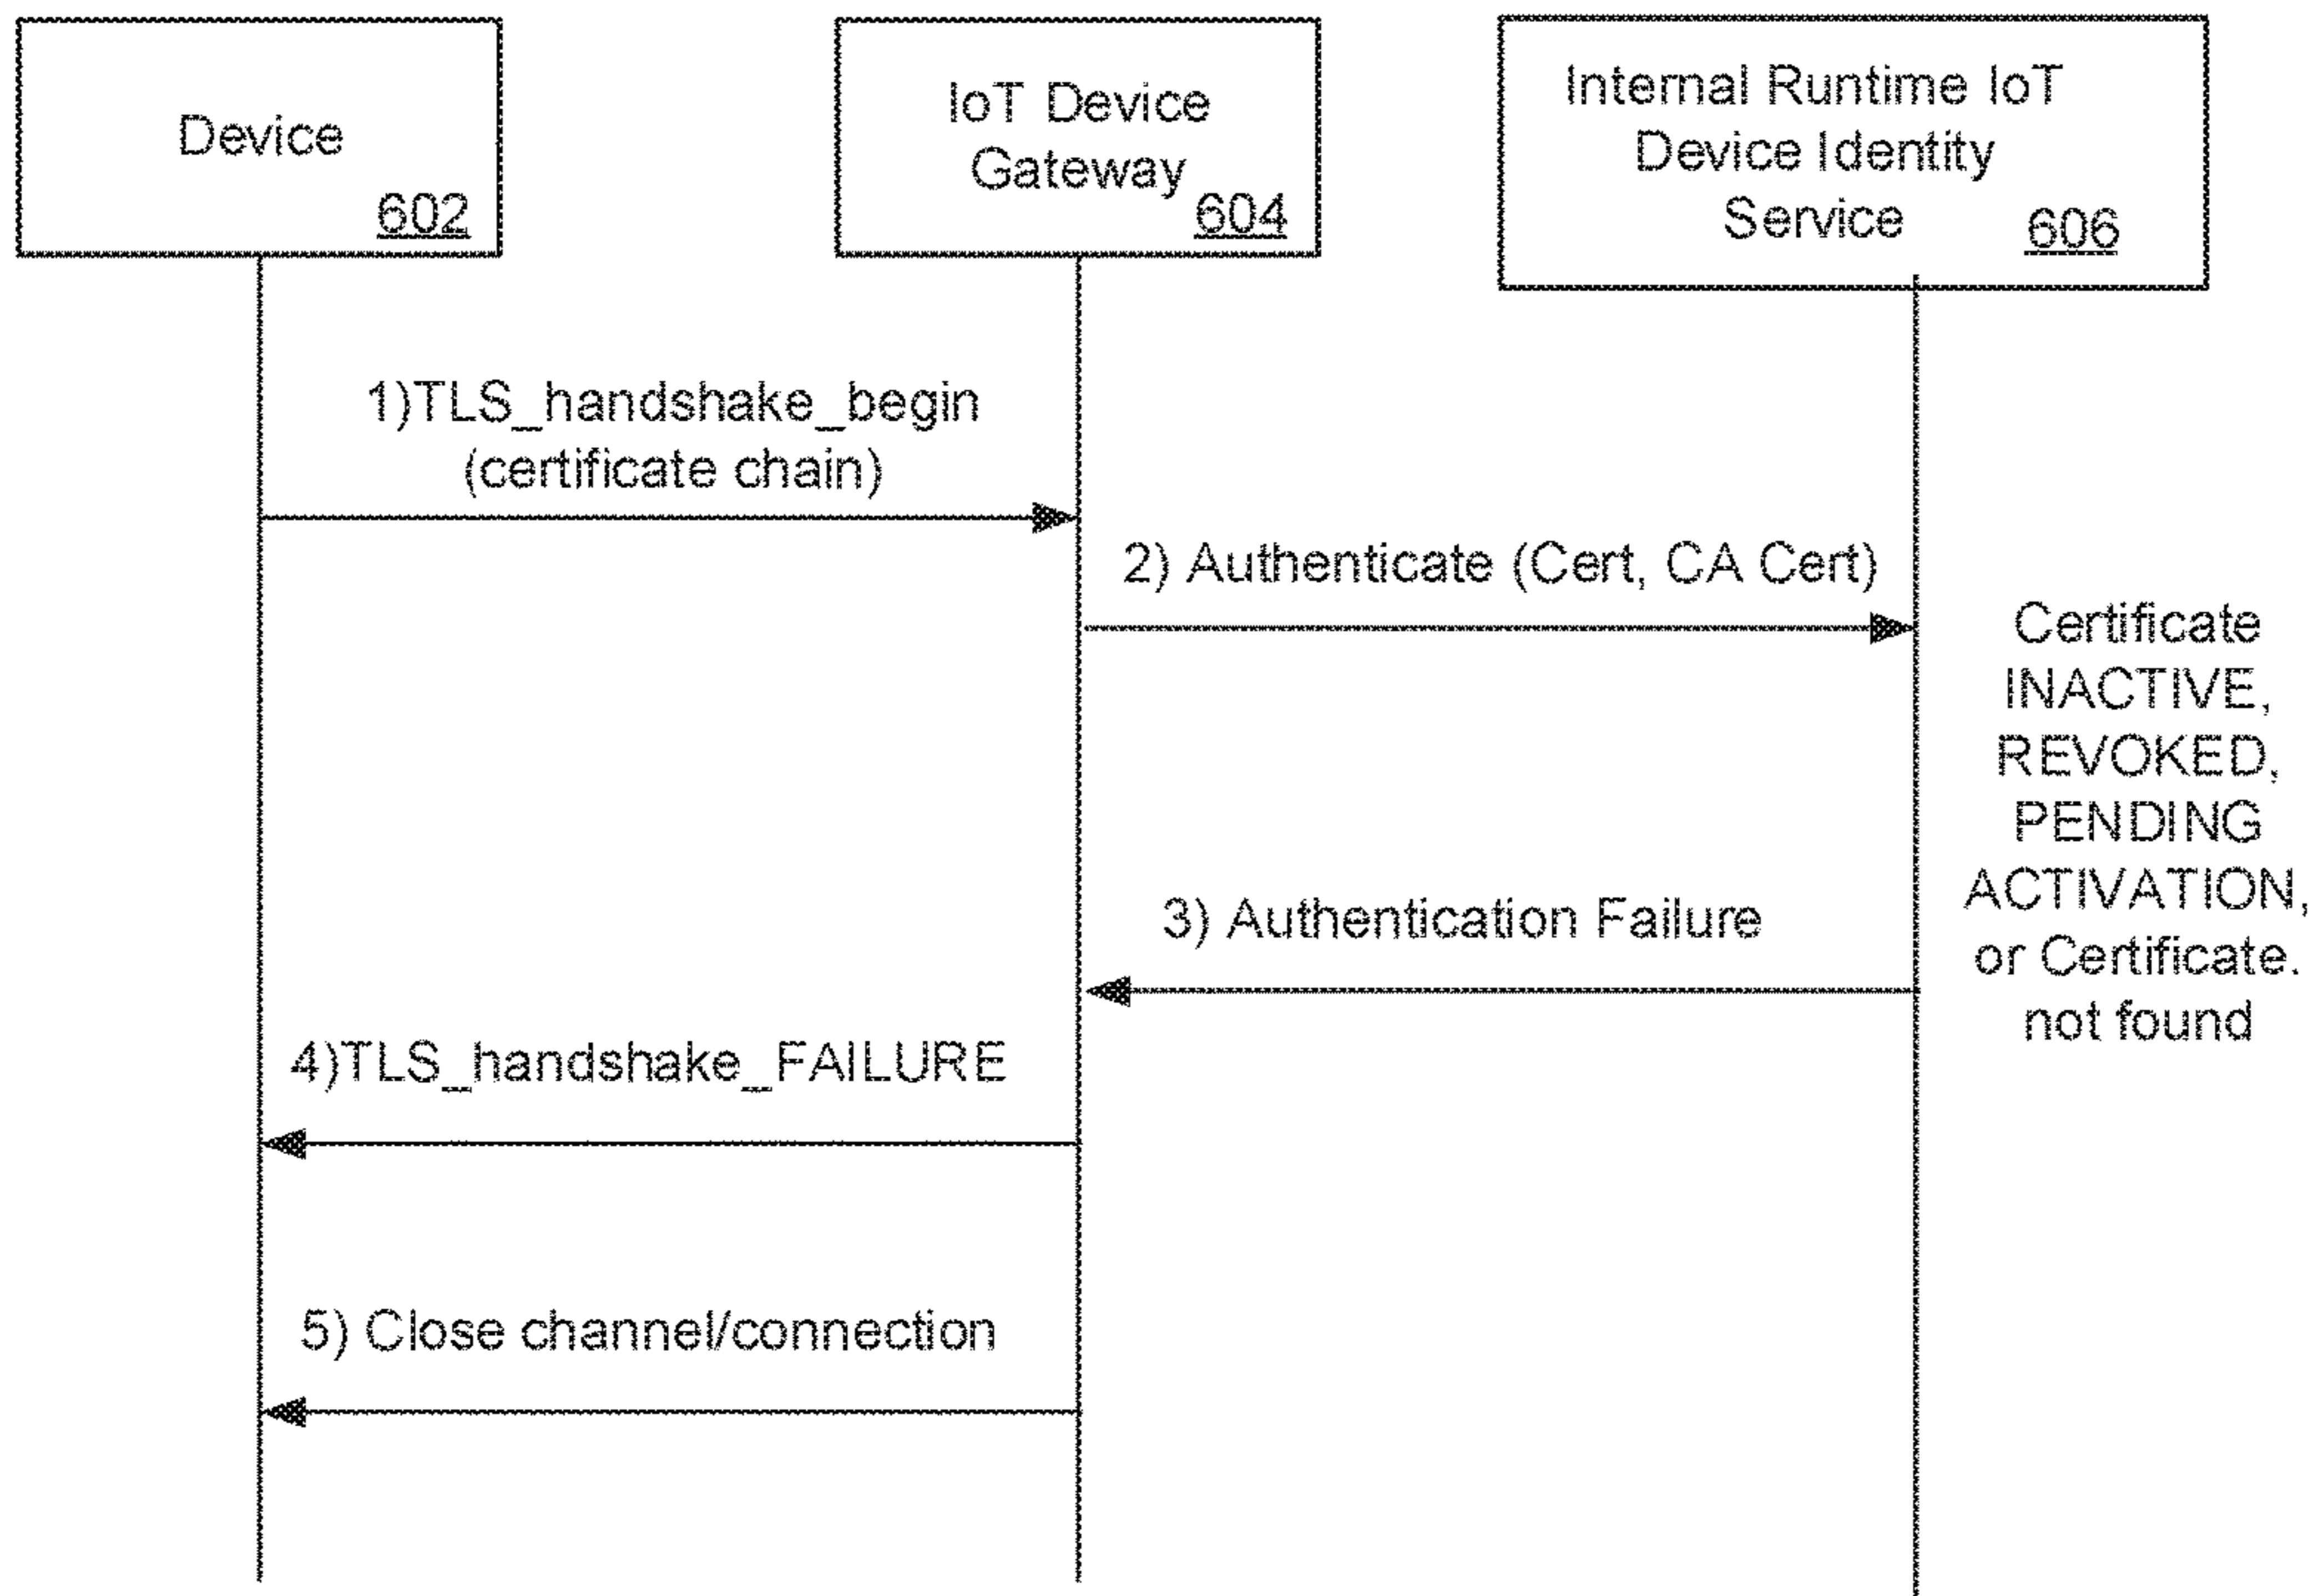 Device
602
IoT Device
Gateway
604
Internal Runtime IoT
Device Identity
Service
606
1)TLS_handshake_begin
(certificate chain)
2) Authenticate (Cert, CA Cert)
Certificate
INACTIVE,
REVOKED,
PENDING
ACTIVATION,
or Certificate.
not found
3) Authentication Failure
4)TLS_handshake_FAILURE
5) Close channel/connection